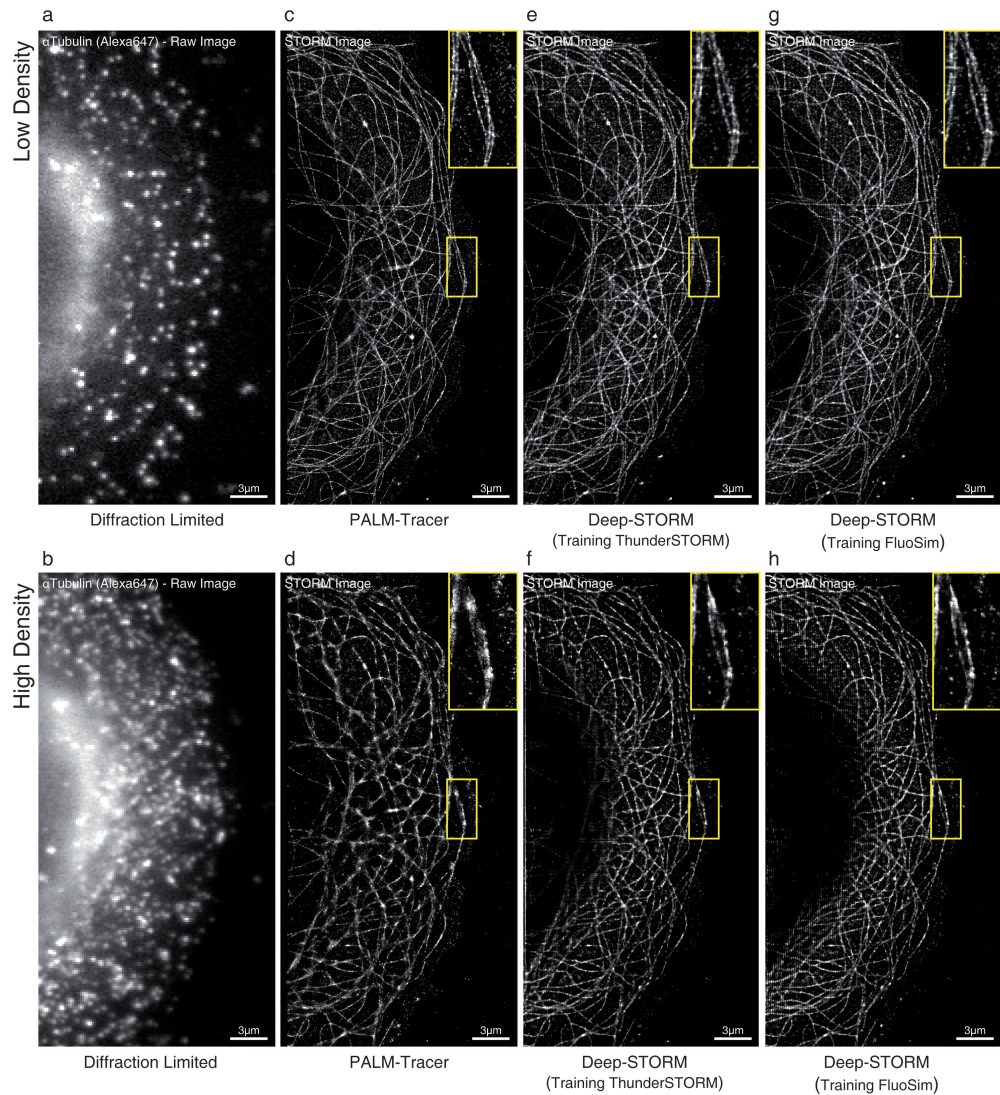 a
c
e
g
Low Density
αTubulin (Alexa647) - Raw Image
STORM Image
STORM Image
STORM Image
3µm
3µm
3µm
3µm
Diffraction Limited
PALM-Tracer
Deep-STORM
(Training ThunderSTORM)
Deep-STORM
(Training FluoSim)
b
d
f
h
High Density
αTubulin (Alexa647) - Raw Image
STORM Image
STORM Image
STORM Image
3µm
3µm
3µm
3µm
Diffraction Limited
PALM-Tracer
Deep-STORM
(Training ThunderSTORM)
Deep-STORM
(Training FluoSim)